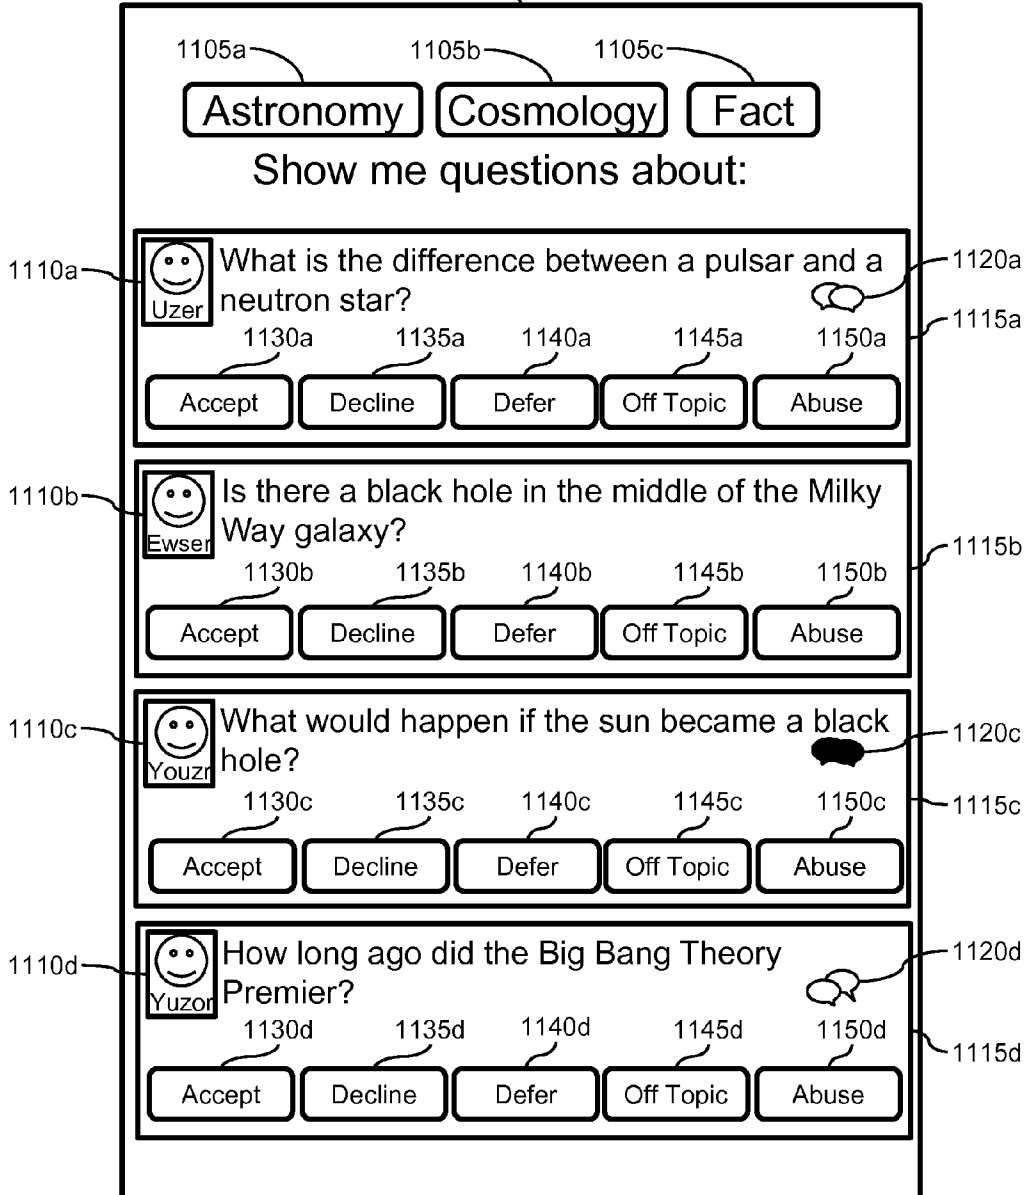 1105a 1105b 1105c
Astronomy Cosmology Fact
Show me questions about:
1110a What is the difference between a pulsar and a 1120a
Uzer neutron star?
1115a
1130a 1135a 1140a 1145a 1150a
Accept Decline Defer Off Topic Abuse
1110b Is there a black hole in the middle of the Milky
Ewser Way galaxy?
1115b
1130b 1135b 1140b 1145b 1150b
Accept Decline Defer Off Topic Abuse
1110c What would happen if the sun became a black 1120c
Youzr hole?
1130c 1135c 1140c 1145c 1150c 1115c
Accept Decline Defer Off Topic Abuse
1110d How long ago did the Big Bang Theory 1120d
Yuzor Premier?
1130d 1135d 1140d 1145d 1150d
1115d
Accept Decline Defer Off Topic Abuse